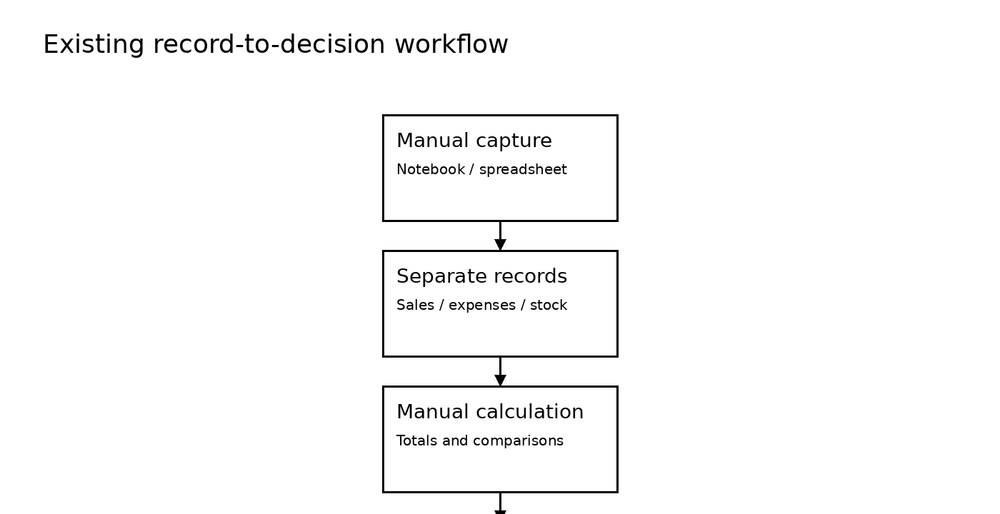 Existing record-to-decision workflow
Manual capture
Notebook / spreadsheet
Separate records
Sales / expenses / stock
Manual calculation
Totals and comparisons